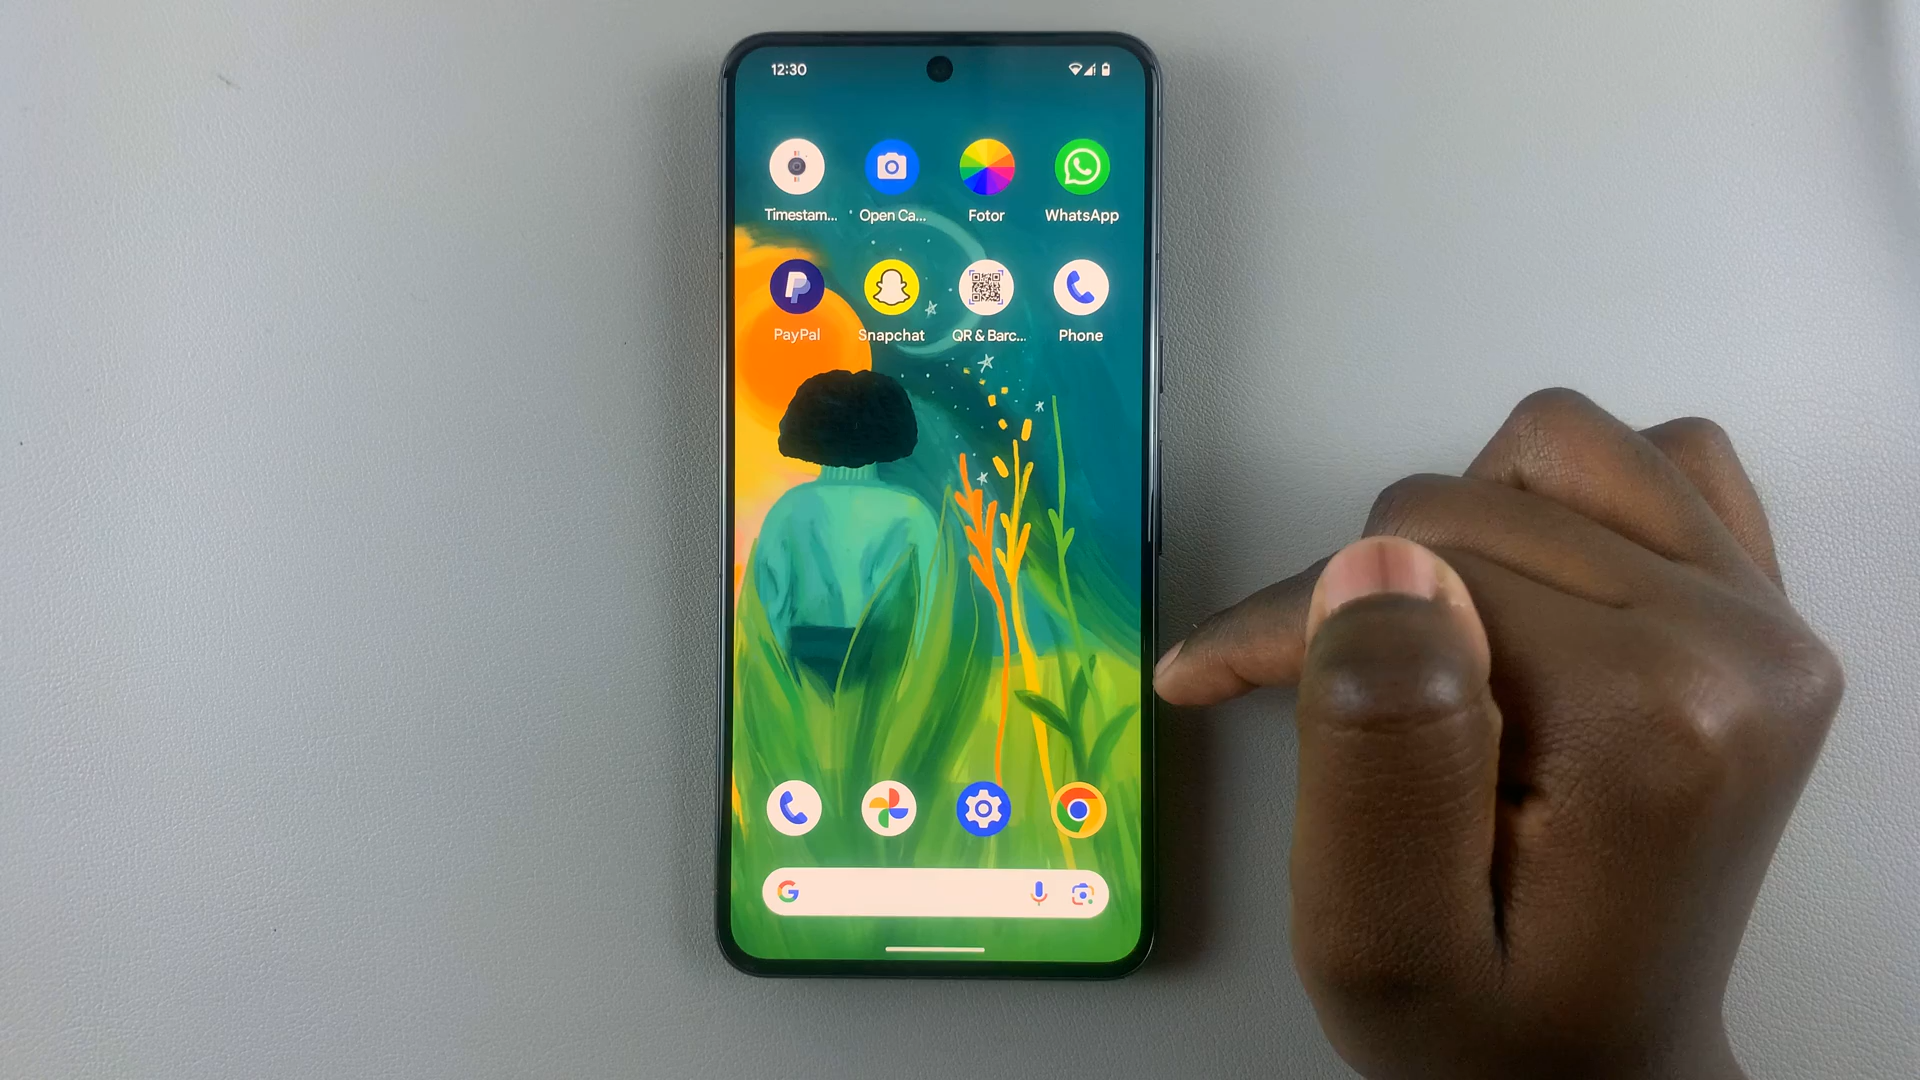 12:30
Timestam... Open Ca... Fotor WhatsApp
PayPal Snapchat QR & Barc... Phone